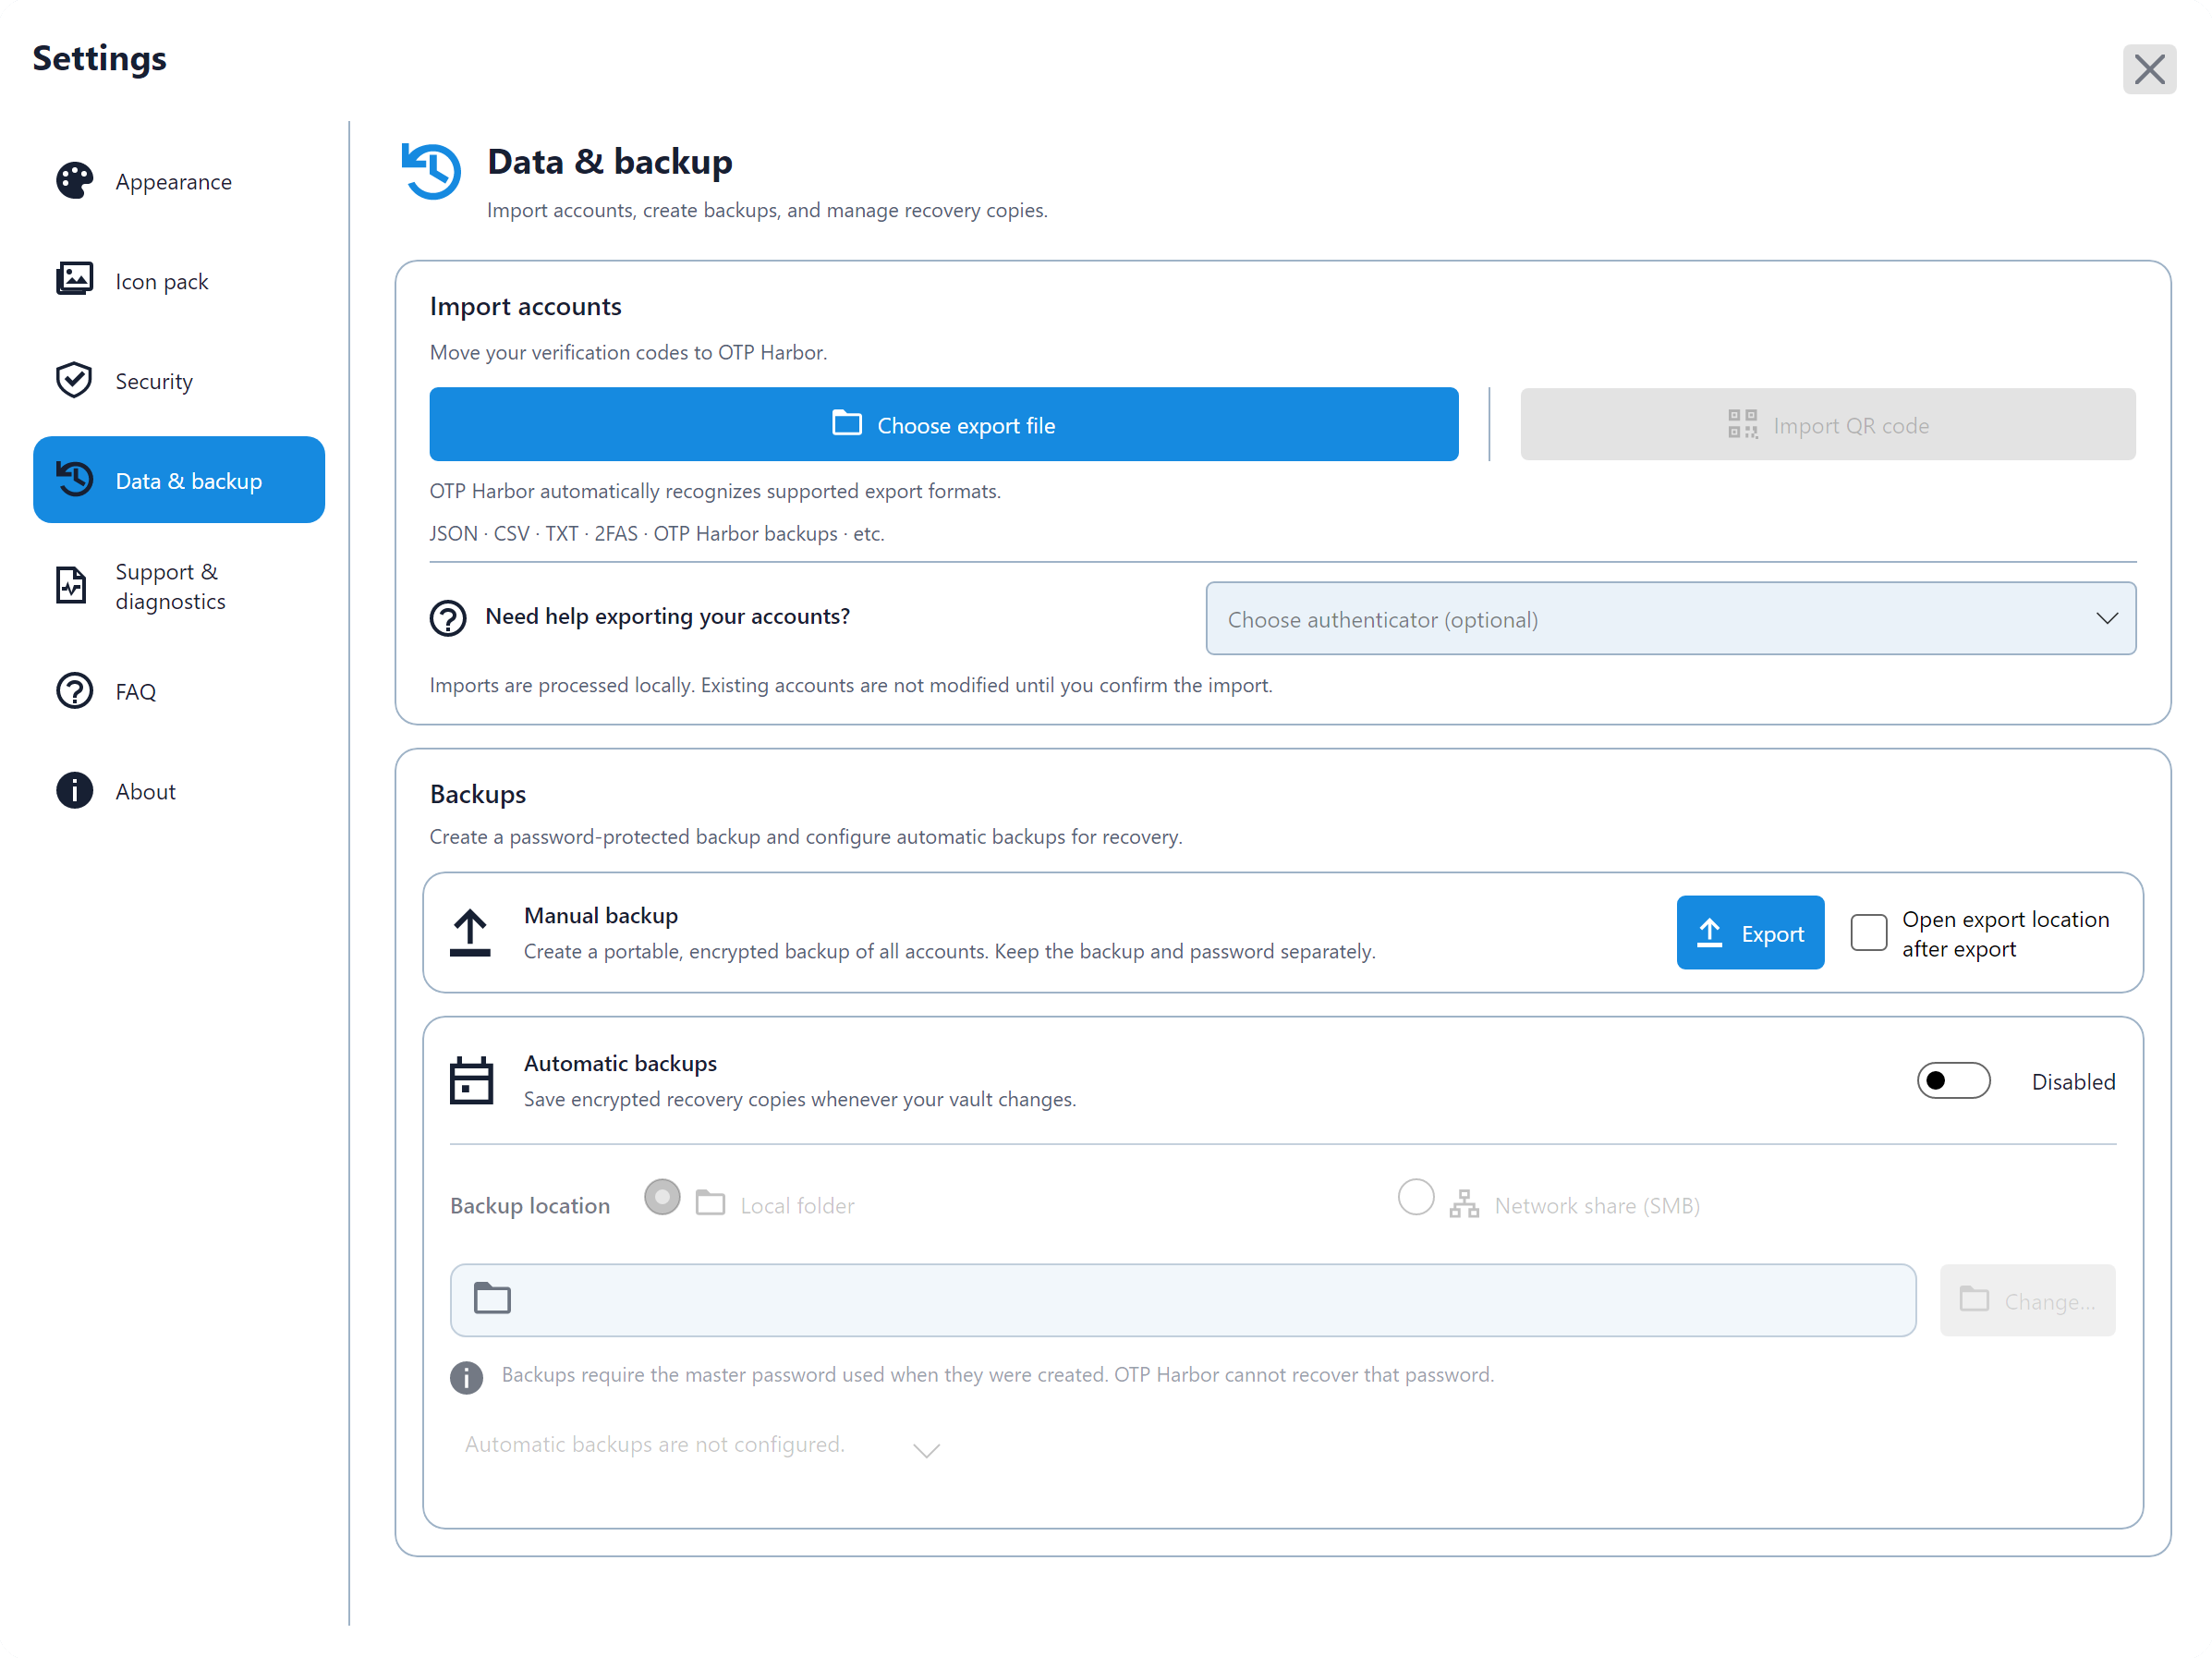 Settings
Appearance
Icon pack
Security
Data & backup
Support &
diagnostics
FAQ
About
Data & backup
Import accounts, create backups, and manage recovery copies.
Import accounts
Move your verification codes to OTP Harbor.
Choose export file
Import QR code
OTP Harbor automatically recognizes supported export formats.
JSON · CSV · TXT · 2FAS · OTP Harbor backups · etc.
Need help exporting your accounts?
Choose authenticator (optional)
Imports are processed locally. Existing accounts are not modified until you confirm the import.
Backups
Create a password-protected backup and configure automatic backups for recovery.
Manual backup
Create a portable, encrypted backup of all accounts. Keep the backup and password separately.
Export
Open export location
after export
Automatic backups
Save encrypted recovery copies whenever your vault changes.
Disabled
Backup location
Local folder
Network share (SMB)
Change...
Backups require the master password used when they were created. OTP Harbor cannot recover that password.
Automatic backups are not configured.